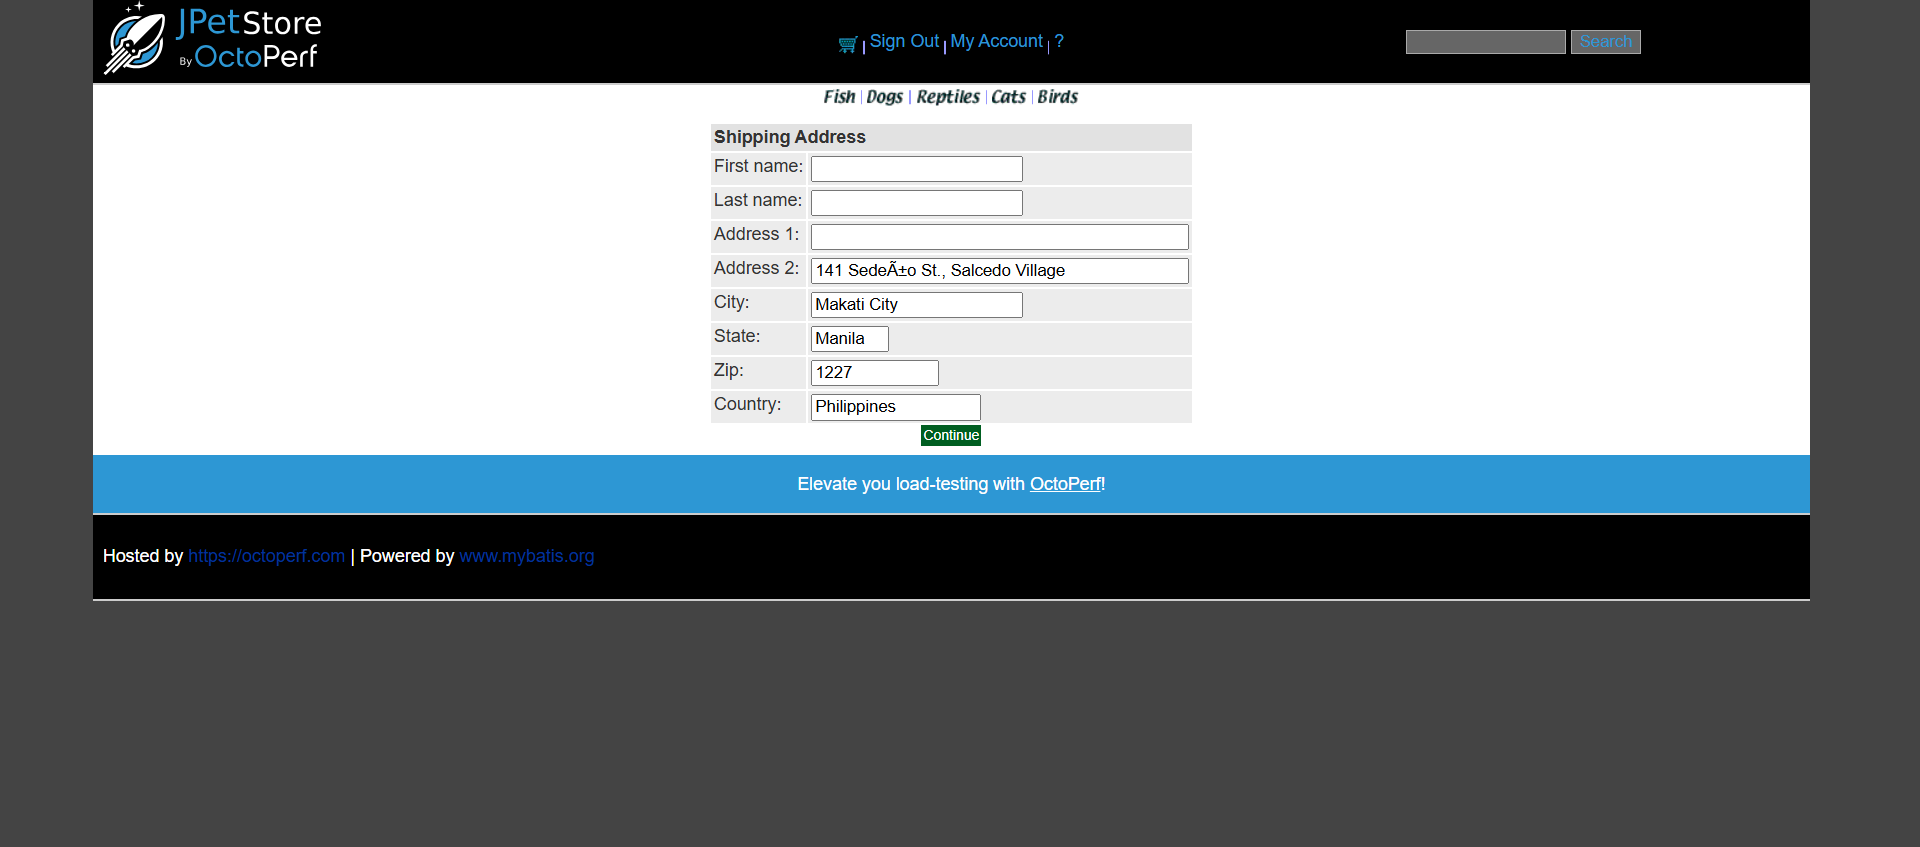 JPetStore
By OctoPerf
Sign Out | My Account | ?
Search
Fish | Dogs | Reptiles | Cats | Birds
Shipping Address
First name:
Last name:
Address 1:
Address 2: 141 SedeÃ±o St., Salcedo Village
City: Makati City
State: Manila
Zip: 1227
Country: Philippines
Continue
Elevate you load-testing with OctoPerf!
Hosted by https://octoperf.com | Powered by www.mybatis.org